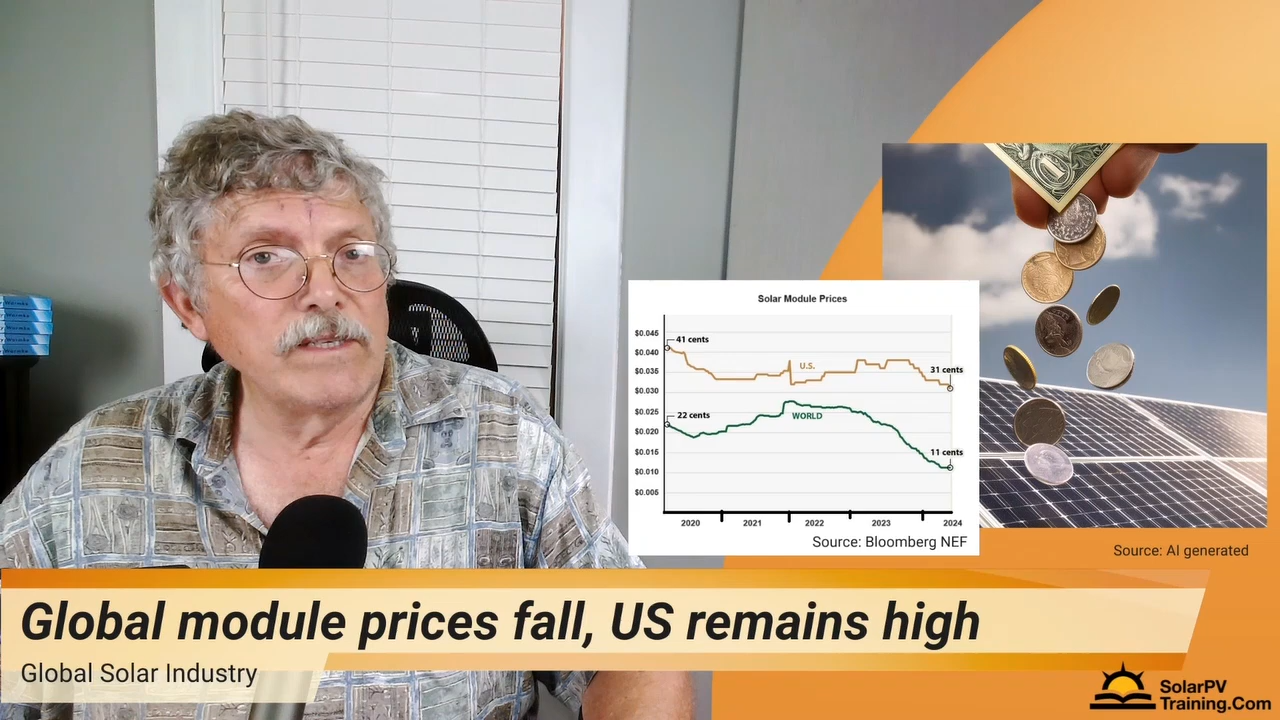 Solar Module Prices
$0.045
$0.040
$0.035
$0.030
$0.025
$0.020
$0.015
$0.010
$0.005
41 cents
U.S.
31 cents
22 cents
WORLD
11 cents
2020 2021 2022 2023 2024
Source: Bloomberg NEF
Source: AI generated
Global module prices fall, US remains high
Global Solar Industry
SolarPV
Training.Com